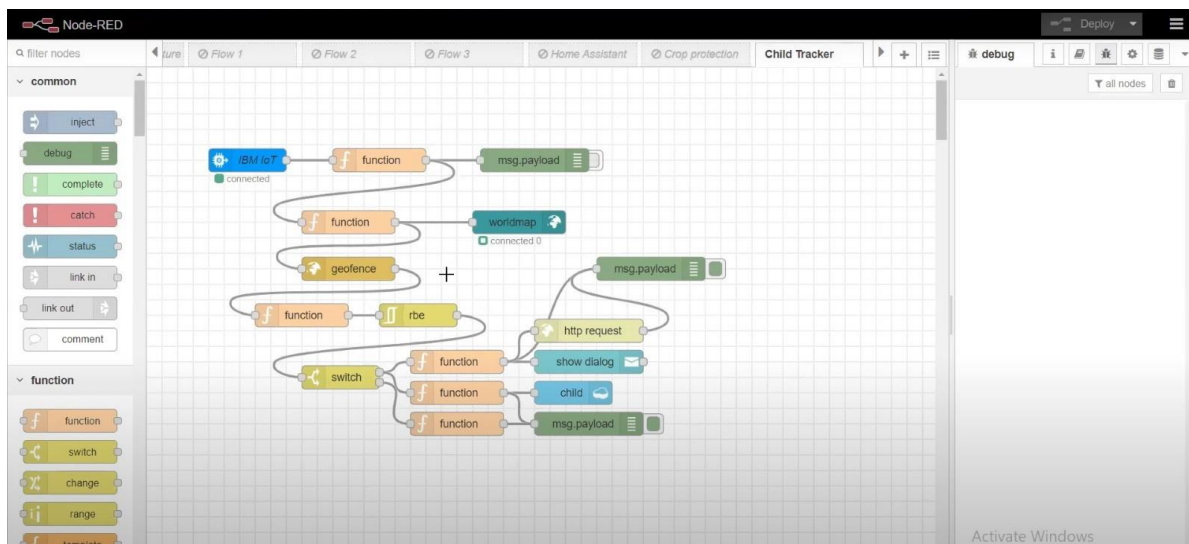 Node-RED
Deploy
filter nodes
ture
Flow 1
Flow 2
Flow 3
Home Assistant
Crop protection
Child Tracker
debug
i
all nodes
common
inject
debug
complete
catch
status
link in
link out
comment
function
function
switch
change
range
template
IBM IoT
connected
function
msg.payload
function
worldmap
connected 0
geofence
msg.payload
function
rbe
http request
function
show dialog
switch
function
child
function
msg.payload
Activate Windows